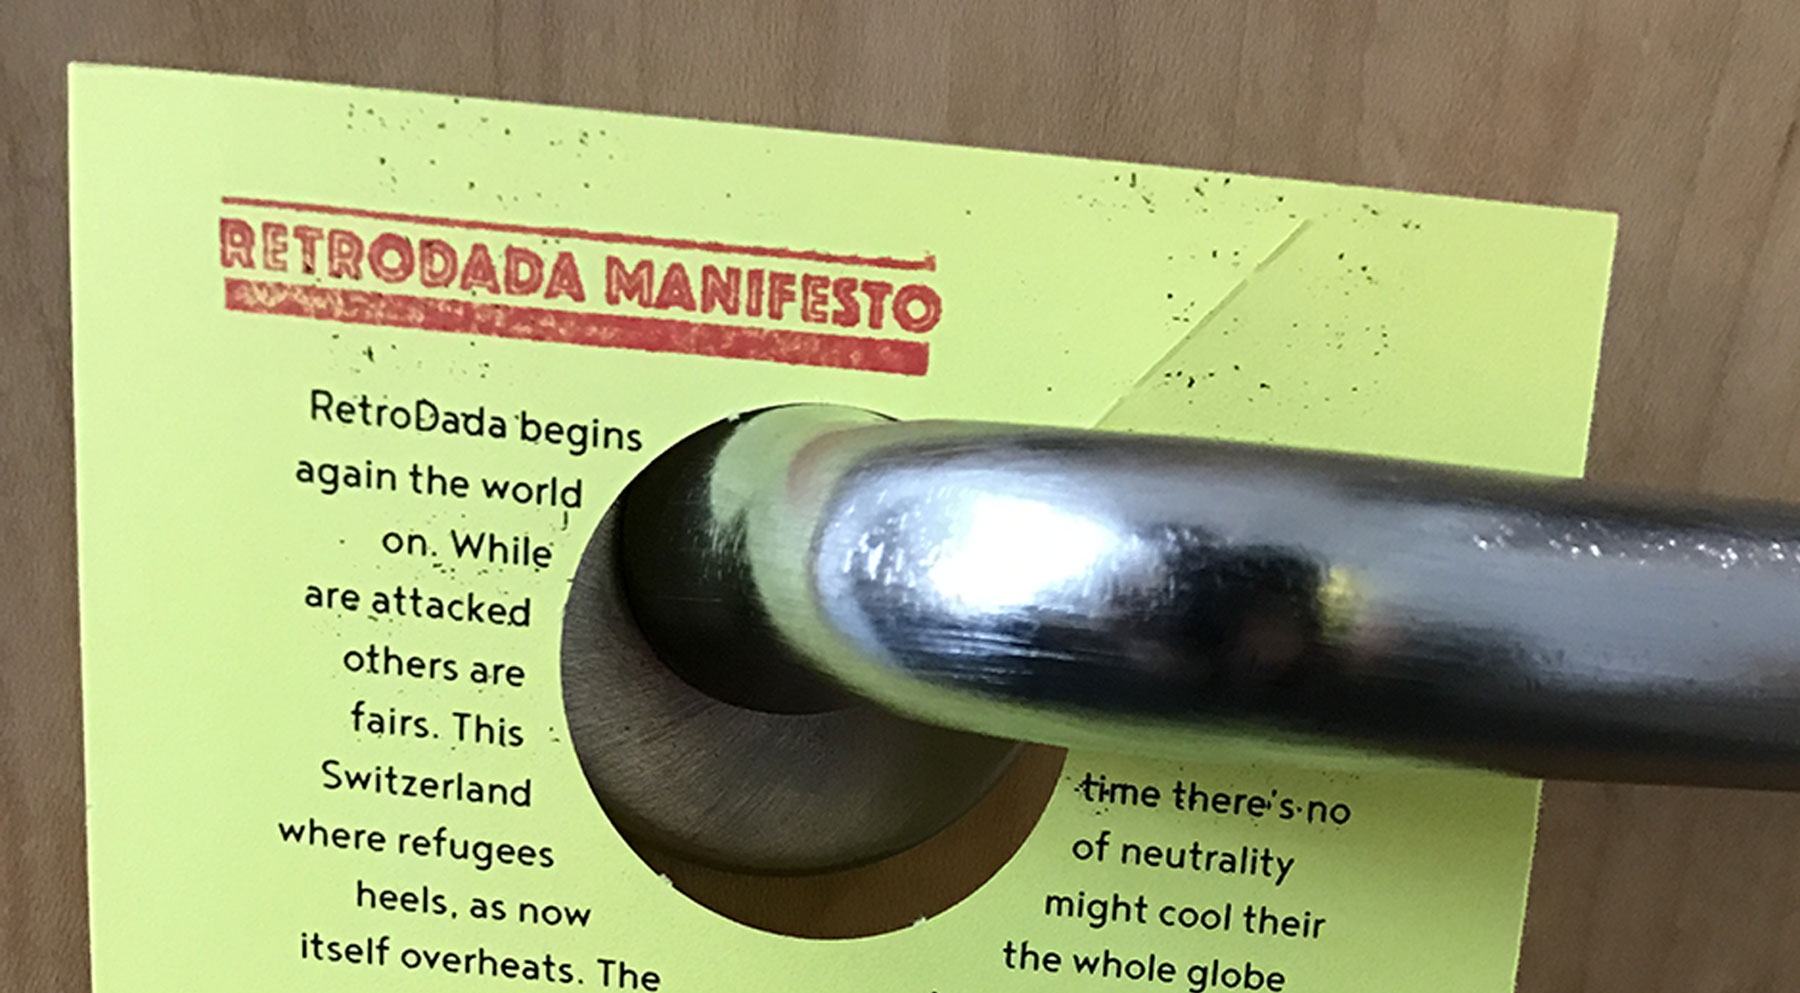 RETRODADA MANIFESTO
RetroDada begins
again the world
on. While
are attacked
others are
fairs. This
Switzerland time there's no
where refugees of neutrality
heels, as now might cool their
itself overheats. The the whole globe